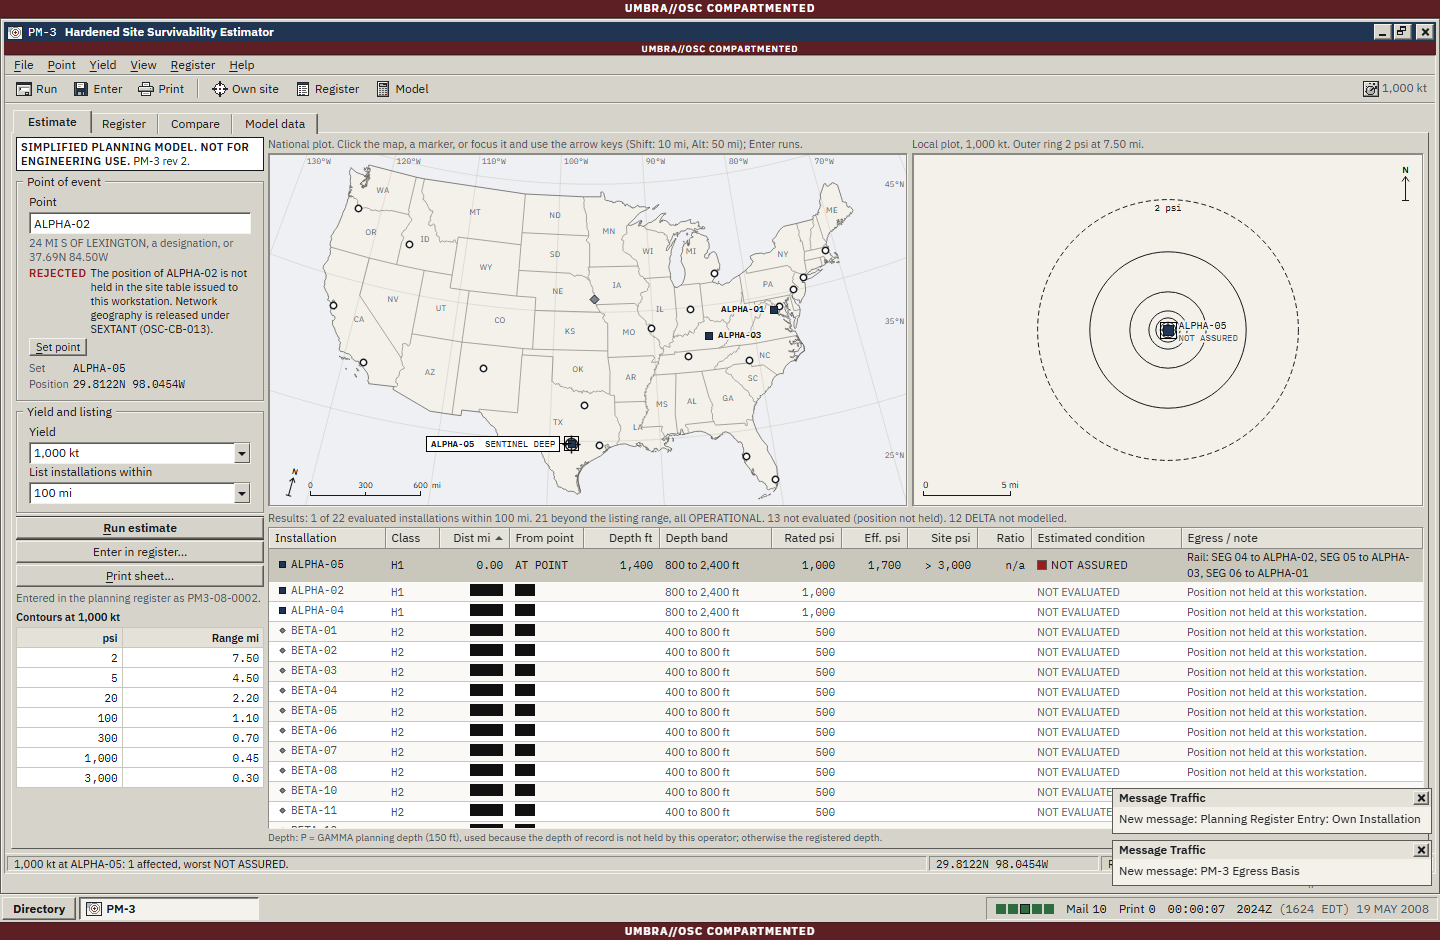 UMBRA//OSC COMPARTMENTED
PM-3 Hardened Site Survivability Estimator
UMBRA//OSC COMPARTMENTED
File Point Yield View Register Help
Run Enter Print Own site Register Model 1,000 kt
Estimate Register Compare Model data
SIMPLIFIED PLANNING MODEL. NOT FOR
ENGINEERING USE. PM-3 rev 2.
Point of event
Point
ALPHA-02
24 MI S OF LEXINGTON, a designation, or
37.69N 84.50W
REJECTED The position of ALPHA-02 is not
held in the site table issued to
this workstation. Network
geography is released under
SEXTANT (OSC-CB-013).
Set point
Set ALPHA-05
Position 29.8122N 98.0454W
Yield and listing
Yield
1,000 kt
List installations within
100 mi
Run estimate
Enter in register...
Print sheet...
Entered in the planning register as PM3-08-0002.
Contours at 1,000 kt
psi Range mi
2 7.50
5 4.50
20 2.20
100 1.10
300 0.70
1,000 0.45
3,000 0.30
National plot. Click the map, a marker, or focus it and use the arrow keys (Shift: 10 mi, Alt: 50 mi); Enter runs.
130°W 120°W 110°W 100°W 90°W 80°W 70°W
45°N
WA
MT
ND
ME
OR
ID
MN
SD
WI
MI
NY
WY
NE
IA
PA
NV
UT
IL
ALPHA-01
CA
CO
KS
MO
ALPHA-03
35°N
NC
AZ
OK
AR
SC
MS
AL
GA
TX
LA
ALPHA-05 SENTINEL DEEP
25°N
N
0 300 600 mi
Local plot, 1,000 kt. Outer ring 2 psi at 7.50 mi.
N
2 psi
ALPHA-05
NOT ASSURED
0 5 mi
Results: 1 of 22 evaluated installations within 100 mi. 21 beyond the listing range, all OPERATIONAL. 13 not evaluated (position not held). 12 DELTA not modelled.
Installation Class Dist mi From point Depth ft Depth band Rated psi Eff. psi Site psi Ratio Estimated condition Egress / note
ALPHA-05 H1 0.00 AT POINT 1,400 800 to 2,400 ft 1,000 1,700 > 3,000 n/a NOT ASSURED Rail: SEG 04 to ALPHA-02, SEG 05 to ALPHA-
03, SEG 06 to ALPHA-01
ALPHA-02 H1 800 to 2,400 ft 1,000 NOT EVALUATED Position not held at this workstation.
ALPHA-04 H1 800 to 2,400 ft 1,000 NOT EVALUATED Position not held at this workstation.
BETA-01 H2 400 to 800 ft 500 NOT EVALUATED Position not held at this workstation.
BETA-02 H2 400 to 800 ft 500 NOT EVALUATED Position not held at this workstation.
BETA-03 H2 400 to 800 ft 500 NOT EVALUATED Position not held at this workstation.
BETA-04 H2 400 to 800 ft 500 NOT EVALUATED Position not held at this workstation.
BETA-05 H2 400 to 800 ft 500 NOT EVALUATED Position not held at this workstation.
BETA-06 H2 400 to 800 ft 500 NOT EVALUATED Position not held at this workstation.
BETA-07 H2 400 to 800 ft 500 NOT EVALUATED Position not held at this workstation.
BETA-08 H2 400 to 800 ft 500 NOT EVALUATED Position not held at this workstation.
BETA-10 H2 400 to 800 ft 500 NOT EVALUATED
BETA-11 H2 400 to 800 ft 500 NOT EVALUATED
Depth: P = GAMMA planning depth (150 ft), used because the depth of record is not held by this operator; otherwise the registered depth.
Message Traffic
New message: Planning Register Entry: Own Installation
Message Traffic
New message: PM-3 Egress Basis
1,000 kt at ALPHA-05: 1 affected, worst NOT ASSURED. 29.8122N 98.0454W
Directory PM-3 Mail 10 Print 0 00:00:07 2024Z (1624 EDT) 19 MAY 2008
UMBRA//OSC COMPARTMENTED